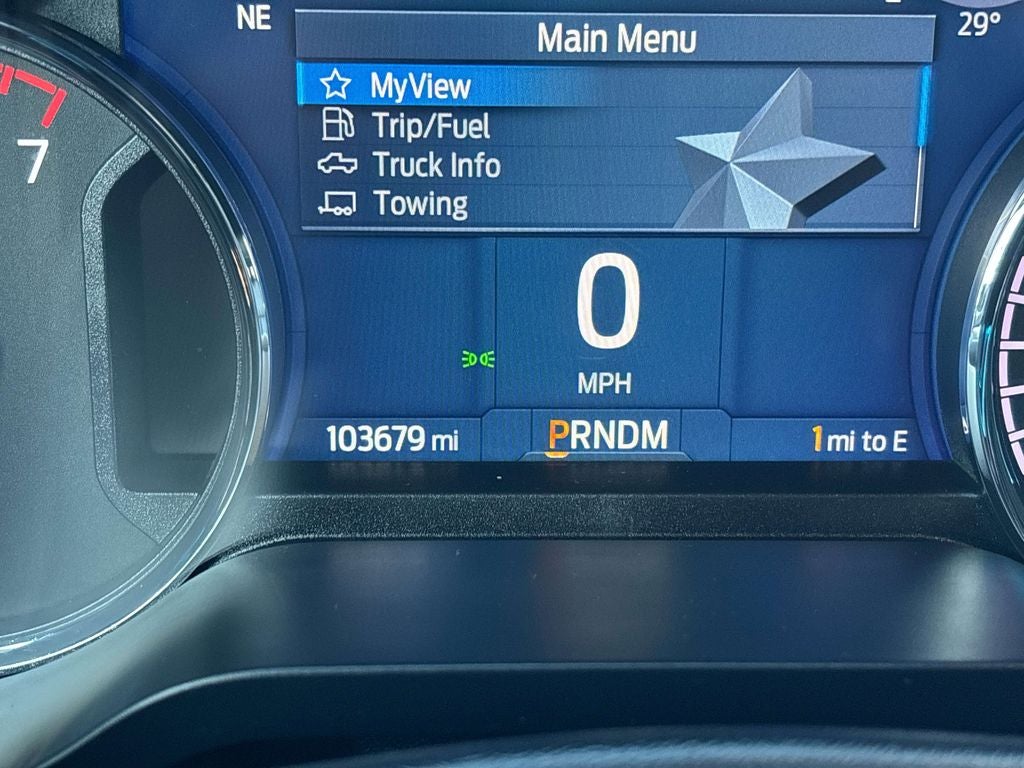 NE
29°
Main Menu
MyView
Trip/Fuel
Truck Info
Towing
7
0
MPH
103679 mi
PRNDM
1 mi to E